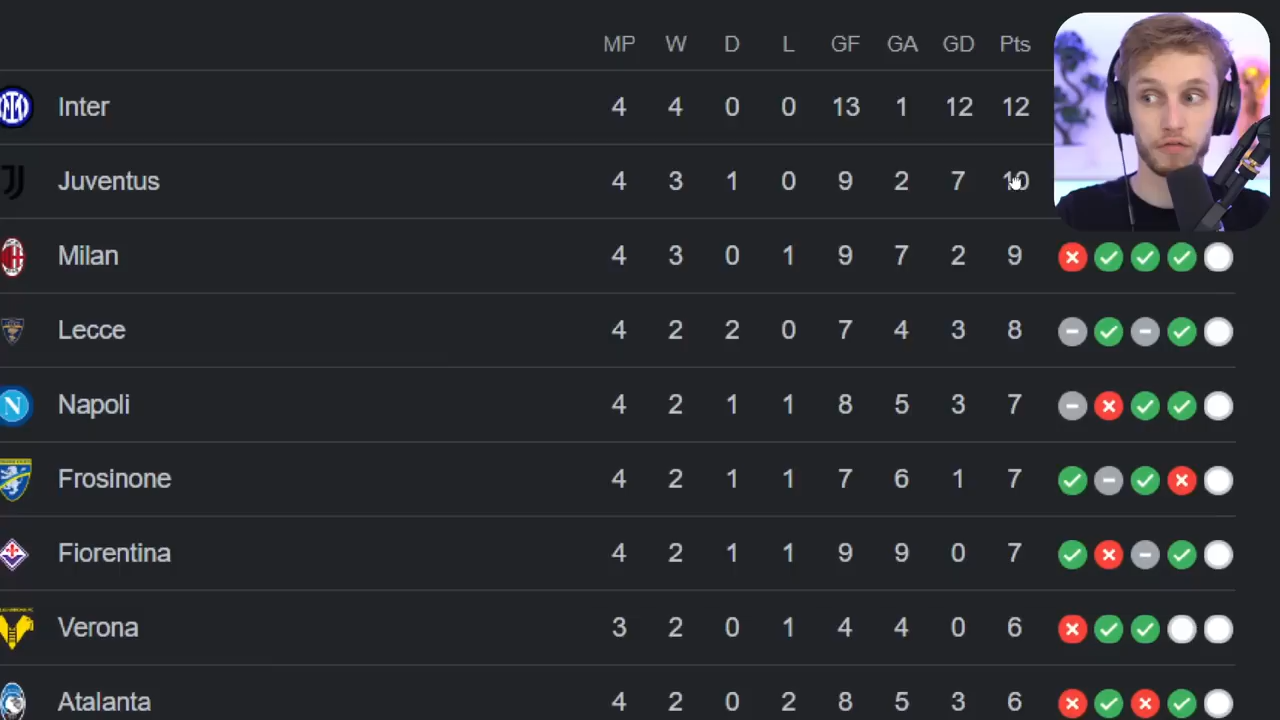 MP W D L GF GA GD Pts
Inter 4 4 0 0 13 1 12 12
Juventus 4 3 1 0 9 2 7 10
Milan 4 3 0 1 9 7 2 9
Lecce 4 2 2 0 7 4 3 8
N Napoli 4 2 1 1 8 5 3 7
Frosinone 4 2 1 1 7 6 1 7
Fiorentina 4 2 1 1 9 9 0 7
Verona 3 2 0 1 4 4 0 6
Atalanta 4 2 0 2 8 5 3 6